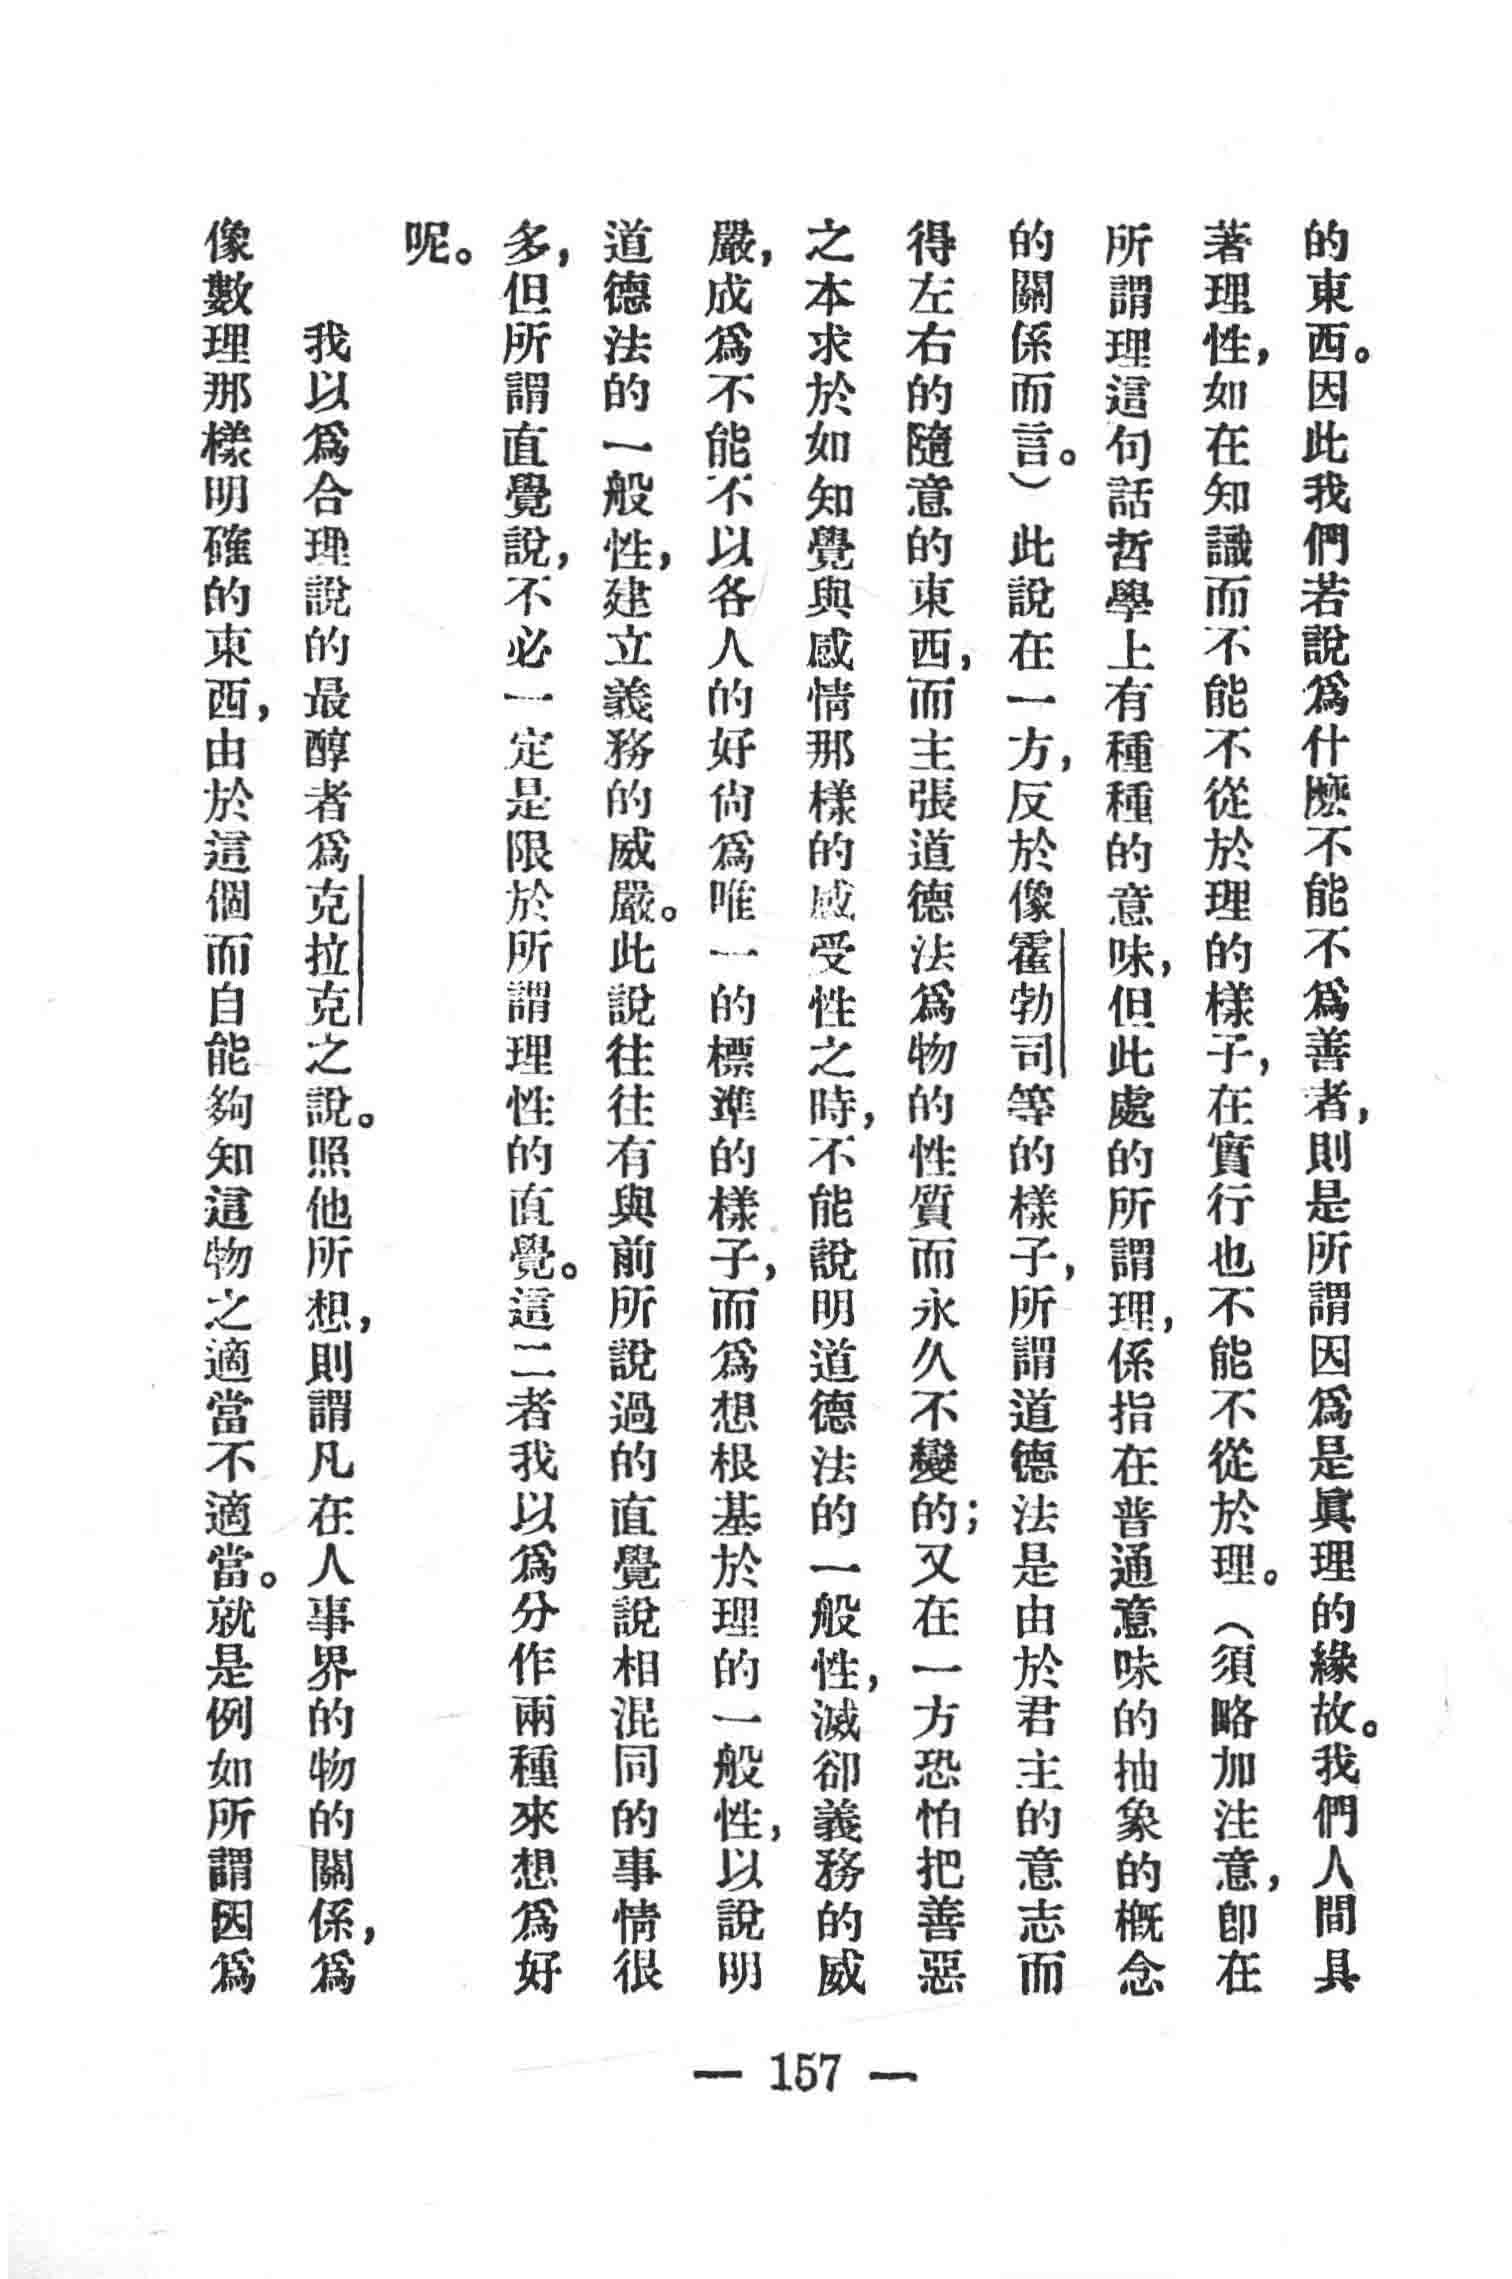 的東西。因此我們若說爲什麼不能不爲善者，則是所謂因爲是眞理的緣故。我們人間具
著理性，如在知識而不能不從於理的樣子，在實行也不能不從於理。（須略加注意，卽在
所謂理這句話哲學上有種種的意味，但此處的所謂理，係指在普通意味的抽象的槪念
的關係而言。）此說在一方，反於像霍勃司等的樣子，所謂道德法是由於君主的意志而
得左右的隨意的東西，而主張道德法爲物的性質而永久不變的；又在一方恐怕把善惡
之本求於如知覺與感情那樣的感受性之時，不能說明道德法的一般性，滅卻義務的威
嚴，成爲不能不以各人的好尙爲唯一的標準的樣子，而爲想根基於理的一般性，以說明
道德法的一般性，建立義務的威嚴。此說往往有與前所說過的直覺說相混同的事情很
多，但所謂直覺說，不必一定是限於所謂理性的直覺。這二者我以爲分作兩種來想爲好
呢。
我以爲合理說的最醇者爲克拉克之說。照他所想，則謂凡在人事界的物的關係，爲
像數理那樣明確的東西，由於這個而自能夠知這物之適當不適當。就是例如所謂因爲
— 157 —